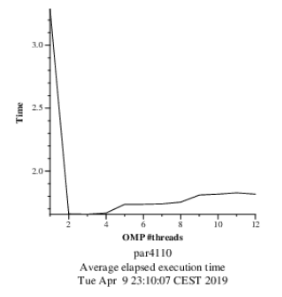 3.0
2.5
2.0
Time
2 4 6 8 10 12
OMP #threads
par4110
Average elapsed execution time
Tue Apr 9 23:10:07 CEST 2019